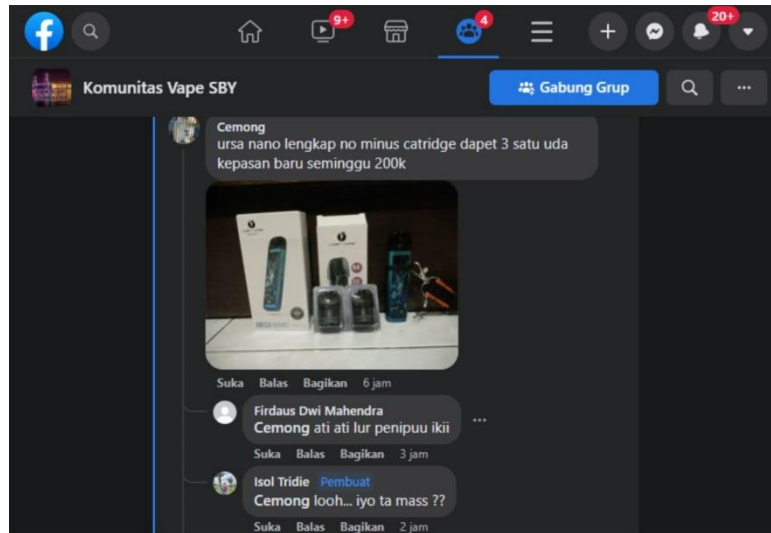 9+
4
20+
Komunitas Vape SBY
Gabung Grup
Cemong
ursa nano lengkap no minus catridge dapet 3 satu uda
kepasan baru seminggu 200k
Suka Balas Bagikan 6 jam
Firdaus Dwi Mahendra
Cemong ati ati lur penipuu ikii
Suka Balas Bagikan 3 jam
Isol Tridie Pembuat
Cemong looh... iyo ta mass ??
Suka Balas Bagikan 2 jam